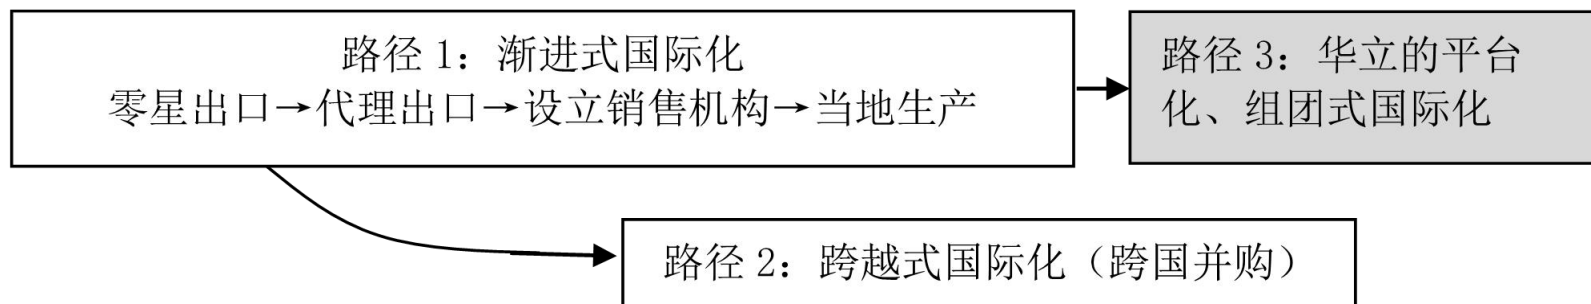 路径 1：渐进式国际化
零星出口→代理出口→设立销售机构→当地生产
路径 3：华立的平台
化、组团式国际化
路径 2：跨越式国际化（跨国并购）